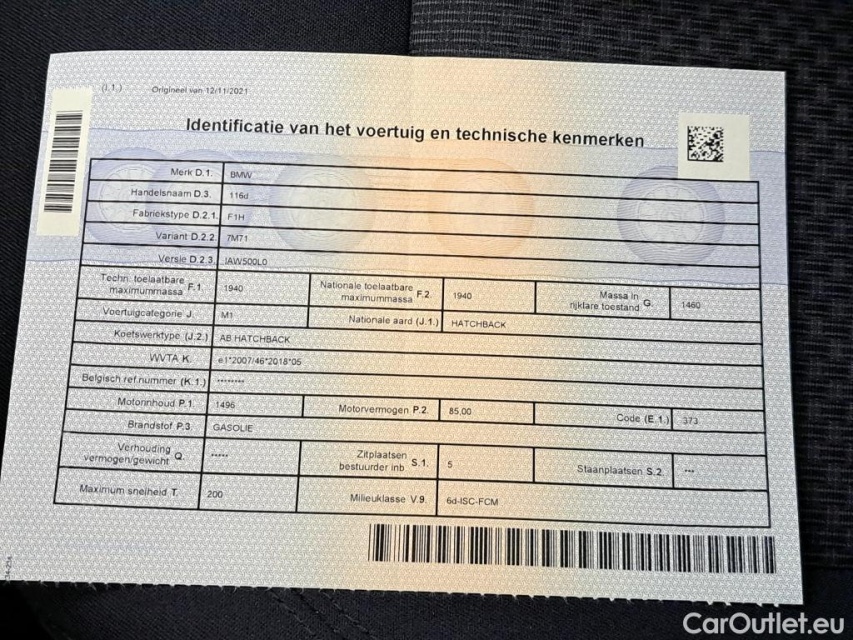 (I.1.) Origineel van 12/11/2021
Identificatie van het voertuig en technische kenmerken
Merk D.1. BMW
Handelsnaam D.3. 116d
Fabriekstype D.2.1. F1H
Variant D.2.2. 7M71
Versie D.2.3. IAW500L0
Techn. toelaatbare maximummassa F.1. 1940 Nationale toelaatbare maximummassa F.2. 1940 Massa in rijklare toestand G. 1460
Voertuigcategorie J. M1 Nationale aard (J.1.) HATCHBACK
Koetswerktype (J.2.) AB HATCHBACK
WVTA K. e1*2007/46*2018*05
Belgisch ref.nummer (K.1.) ********
Motorinhoud P.1. 1496 Motorvermogen P.2. 85,00 Code (E.1.) 373
Brandstof P.3. GASOLIE
Verhouding vermogen/gewicht Q. ***** Zitplaatsen bestuurder inb S.1. 5 Staanplaatsen S.2. ***
Maximum snelheid T. 200 Milieuklasse V.9. 6d-ISC-FCM
CarOutlet.eu